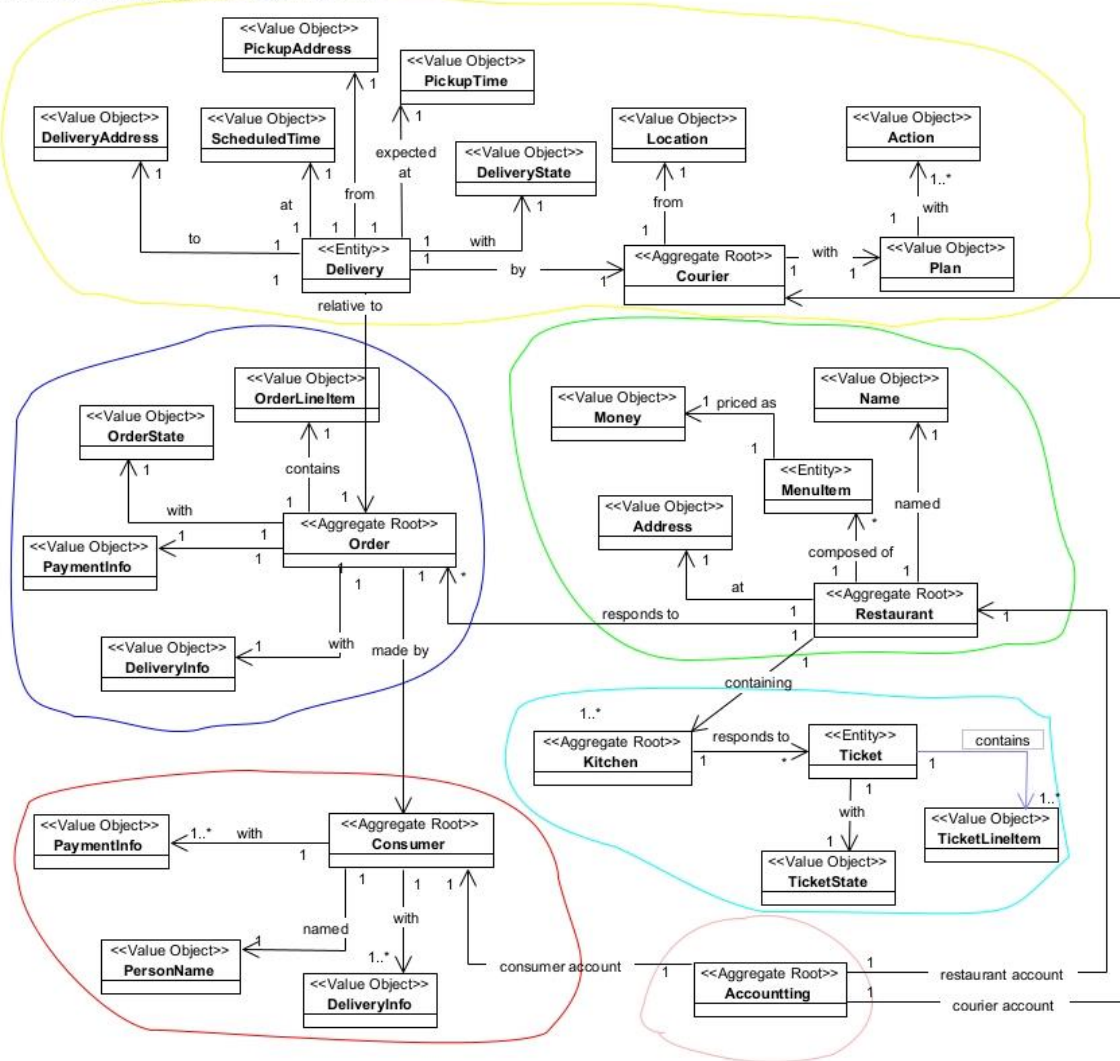 <<Value Object>>
PickupAddress
1
<<Value Object>>
PickupTime
1
<<Value Object>>
DeliveryAddress
1
<<Value Object>>
ScheduledTime
1
expected
at
<<Value Object>>
DeliveryState
1
<<Value Object>>
Location
1
<<Value Object>>
Action
1..*
from
at
1
1
1
to
1
<<Entity>>
Delivery
1
1
with
1
by
1
from
1
<<Aggregate Root>>
Courier
with
1
1
with
1
<<Value Object>>
Plan
relative to
<<Value Object>>
OrderLineItem
1
<<Value Object>>
OrderState
1
contains
1
1
with
1
<<Aggregate Root>>
Order
<<Value Object>>
PaymentInfo
1
1
1
1
1
*
with
<<Value Object>>
DeliveryInfo
1
made by
<<Value Object>>
Money
1
priced as
1
<<Value Object>>
Name
1
<<Entity>>
MenuItem
*
named
<<Value Object>>
Address
1
composed of
1
1
at
1
<<Aggregate Root>>
Restaurant
1
responds to
1
1
containing
1..*
<<Aggregate Root>>
Kitchen
responds to
1
*
<<Entity>>
Ticket
1
contains
1..*
1
with
1
<<Value Object>>
TicketLineItem
<<Value Object>>
TicketState
<<Value Object>>
PaymentInfo
1..*
with
1
<<Aggregate Root>>
Consumer
1
1
1
named
1
<<Value Object>>
PersonName
with
1..*
<<Value Object>>
DeliveryInfo
consumer account
1
<<Aggregate Root>>
Accountting
1
restaurant account
1
courier account